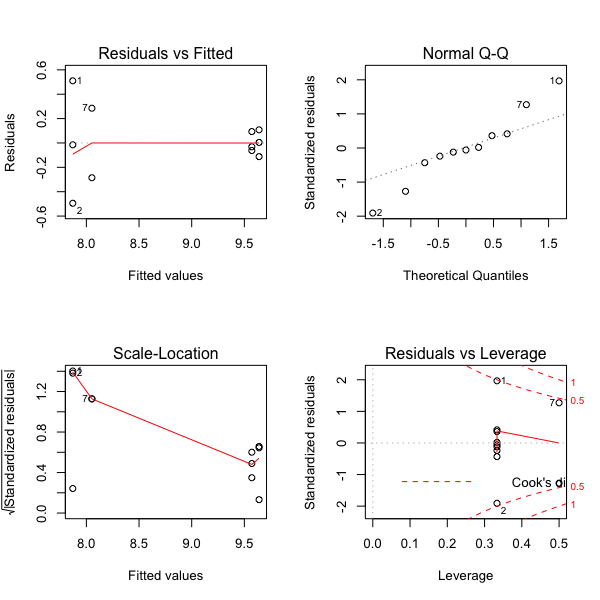 Residuals vs Fitted
Residuals
0.6
0.2
-0.2
-0.6
1
7
2
8.0 8.5 9.0 9.5
Fitted values
Normal Q-Q
Standardized residuals
2
1
0
-1
-2
1
7
2
-1.5 -0.5 0.5 1.5
Theoretical Quantiles
Scale-Location
√|Standardized residuals|
1.2
0.8
0.4
0.0
1
2
7
8.0 8.5 9.0 9.5
Fitted values
Residuals vs Leverage
Standardized residuals
2
1
0
-1
-2
1
7
2
1
0.5
Cook's di
0.5
1
0.0 0.1 0.2 0.3 0.4 0.5
Leverage